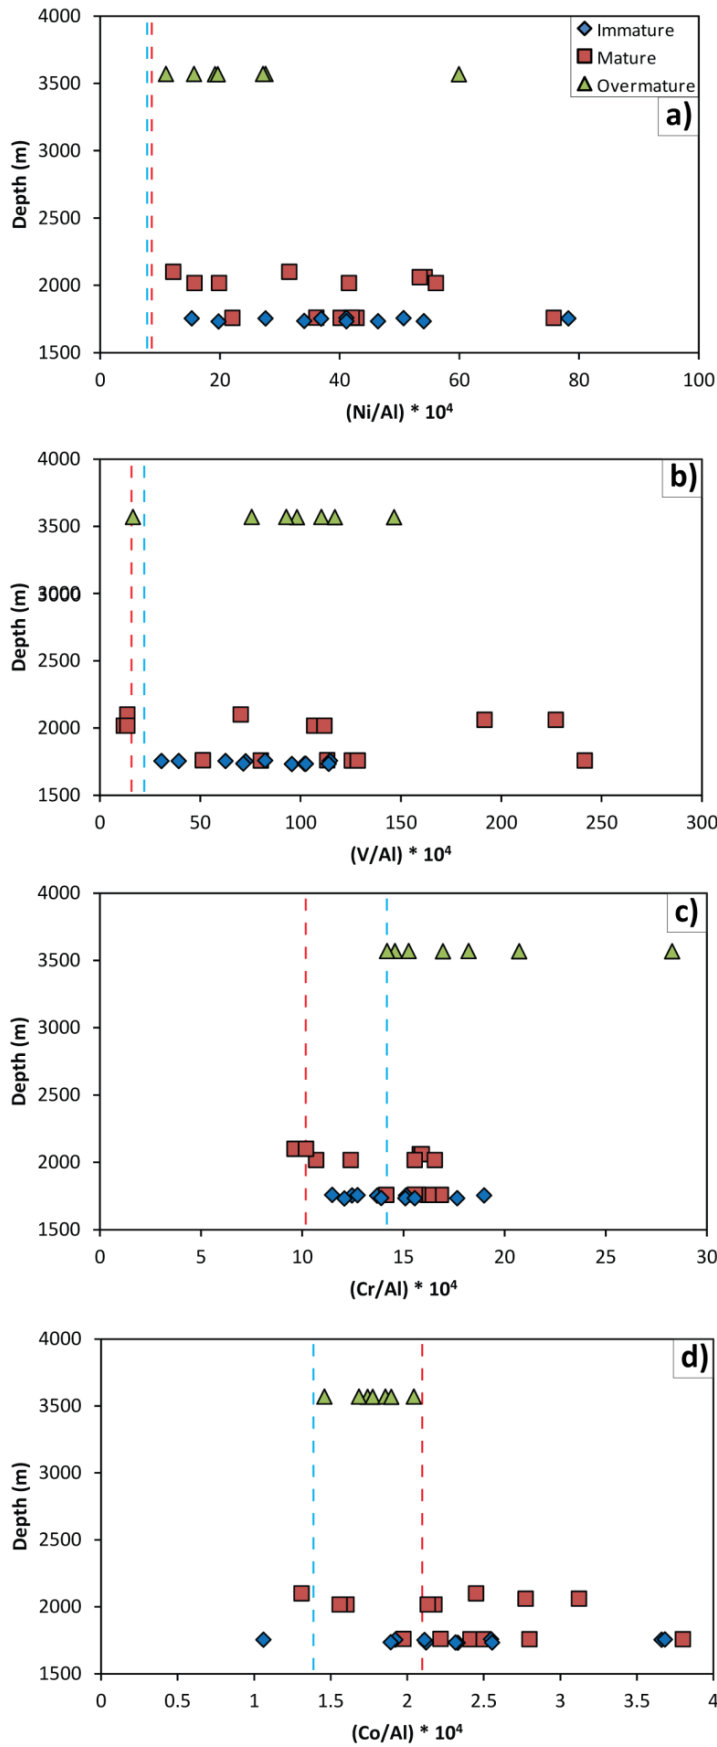 4000
3500
3000
2500
2000
1500
Depth (m)
Immature
Mature
Overmature
a)
0 20 40 60 80 100
(Ni/Al) * 10⁴
4000
3500
3000
3000
2500
2000
1500
Depth (m)
b)
0 50 100 150 200 250 300
(V/Al) * 10⁴
4000
3500
3000
2500
2000
1500
Depth (m)
c)
0 5 10 15 20 25 30
(Cr/Al) * 10⁴
4000
3500
3000
2500
2000
1500
Depth (m)
d)
0 0.5 1 1.5 2 2.5 3 3.5 4
(Co/Al) * 10⁴